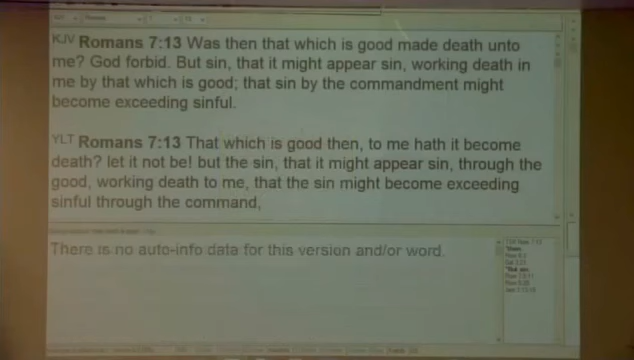 KJV Romans 7:13 Was then that which is good made death unto
me? God forbid. But sin, that it might appear sin, working death in
me by that which is good; that sin by the commandment might
become exceeding sinful.
YLT Romans 7:13 That which is good then, to me hath it become
death? let it not be! but the sin, that it might appear sin, through the
good, working death to me, that the sin might become exceeding
sinful through the command,
There is no auto-info data for this version and/or word.